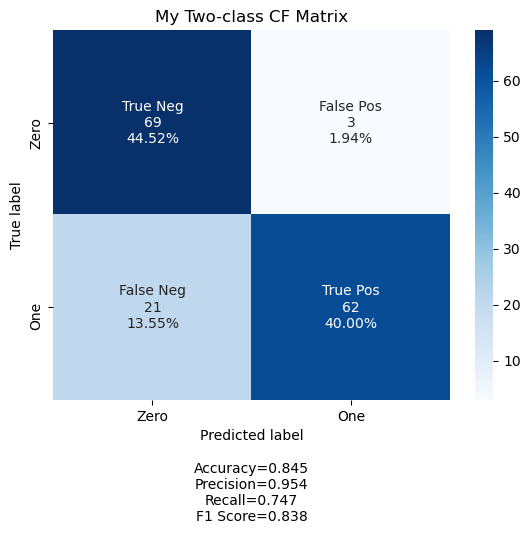 My Two-class CF Matrix
True Neg
69
44.52%
False Pos
3
1.94%
False Neg
21
13.55%
True Pos
62
40.00%
Zero
One
True label
Zero
One
Predicted label
60
50
40
30
20
10
Accuracy=0.845
Precision=0.954
Recall=0.747
F1 Score=0.838